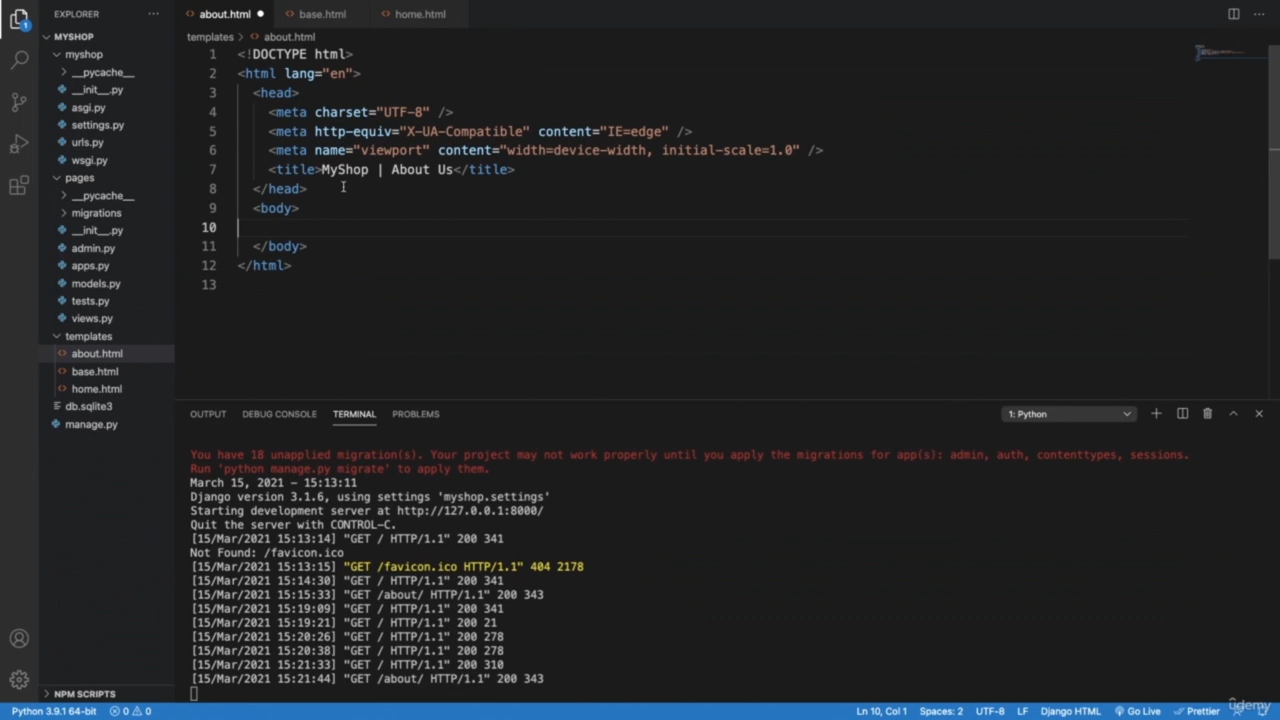 EXPLORER
about.html
base.html
home.html
MYSHOP
templates > about.html
myshop
__pycache__
__init__.py
asgi.py
settings.py
urls.py
wsgi.py
pages
__pycache__
migrations
__init__.py
admin.py
apps.py
models.py
tests.py
views.py
templates
about.html
base.html
home.html
db.sqlite3
manage.py
NPM SCRIPTS
1
1 <!DOCTYPE html>
2 <html lang="en">
3 <head>
4 <meta charset="UTF-8" />
5 <meta http-equiv="X-UA-Compatible" content="IE=edge" />
6 <meta name="viewport" content="width=device-width, initial-scale=1.0" />
7 <title>MyShop | About Us</title>
8 </head>
9 <body>
10
11 </body>
12 </html>
13
OUTPUT DEBUG CONSOLE TERMINAL PROBLEMS 1: Python
You have 18 unapplied migration(s). Your project may not work properly until you apply the migrations for app(s): admin, auth, contenttypes, sessions.
Run 'python manage.py migrate' to apply them.
March 15, 2021 - 15:13:11
Django version 3.1.6, using settings 'myshop.settings'
Starting development server at http://127.0.0.1:8000/
Quit the server with CONTROL-C.
[15/Mar/2021 15:13:14] "GET / HTTP/1.1" 200 341
Not Found: /favicon.ico
[15/Mar/2021 15:13:15] "GET /favicon.ico HTTP/1.1" 404 2178
[15/Mar/2021 15:14:30] "GET / HTTP/1.1" 200 341
[15/Mar/2021 15:15:33] "GET /about/ HTTP/1.1" 200 343
[15/Mar/2021 15:19:09] "GET / HTTP/1.1" 200 341
[15/Mar/2021 15:19:21] "GET / HTTP/1.1" 200 21
[15/Mar/2021 15:20:26] "GET / HTTP/1.1" 200 278
[15/Mar/2021 15:20:38] "GET / HTTP/1.1" 200 278
[15/Mar/2021 15:21:33] "GET / HTTP/1.1" 200 310
[15/Mar/2021 15:21:44] "GET /about/ HTTP/1.1" 200 343
Python 3.9.1 64-bit 0 0 Ln 10, Col 1 Spaces: 2 UTF-8 LF Django HTML Go Live Prettier
udemy